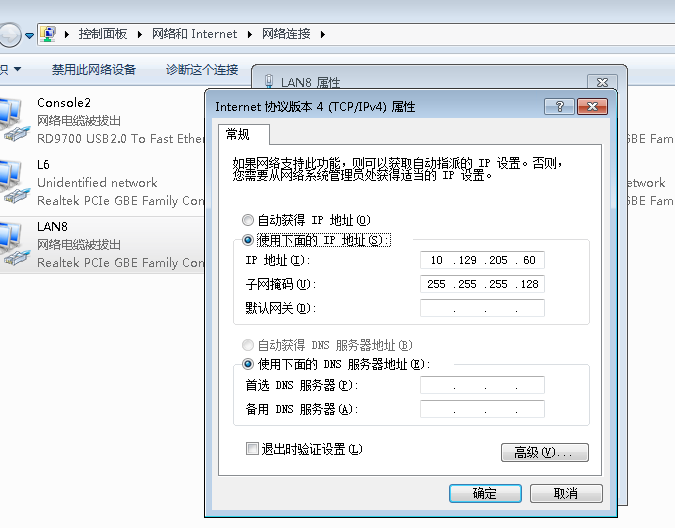 控制面板 网络和 Internet 网络连接
织 禁用此网络设备 诊断这个连接
LAN8 属性
Internet 协议版本 4 (TCP/IPv4) 属性
常规
如果网络支持此功能，则可以获取自动指派的 IP 设置。否则，
您需要从网络系统管理员处获得适当的 IP 设置。
自动获得 IP 地址(O)
使用下面的 IP 地址(S)
IP 地址(I): 10 .129 .205 . 60
子网掩码(U): 255 .255 .255 .128
默认网关(D): . . .
自动获得 DNS 服务器地址(B)
使用下面的 DNS 服务器地址(E):
首选 DNS 服务器(P): . . .
备用 DNS 服务器(A): . . .
退出时验证设置(L)
高级(V)...
确定 取消
Console2
网络电缆被拔出
RD9700 USB2.0 To Fast Ether
L6
Unidentified network
Realtek PCIe GBE Family Con
LAN8
网络电缆被拔出
Realtek PCIe GBE Family Con
GBE Fami
etwork
GBE Fami